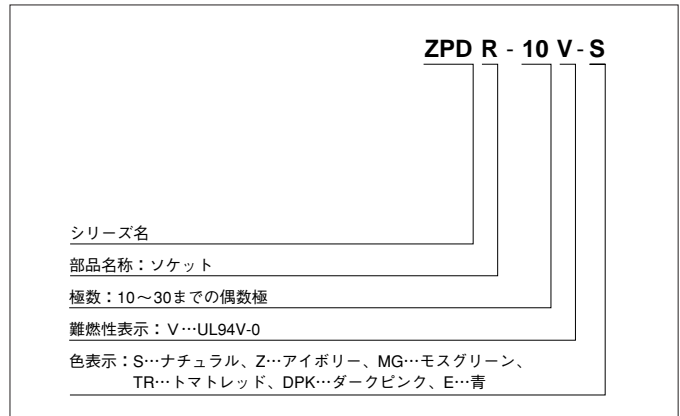 ZPD R - 10 V - S
シリーズ名
部品名称：ソケット
極数：10～30までの偶数極
難燃性表示：V…UL94V-0
色表示：S…ナチュラル、Z…アイボリー、MG…モスグリーン、
TR…トマトレッド、DPK…ダークピンク、E…青